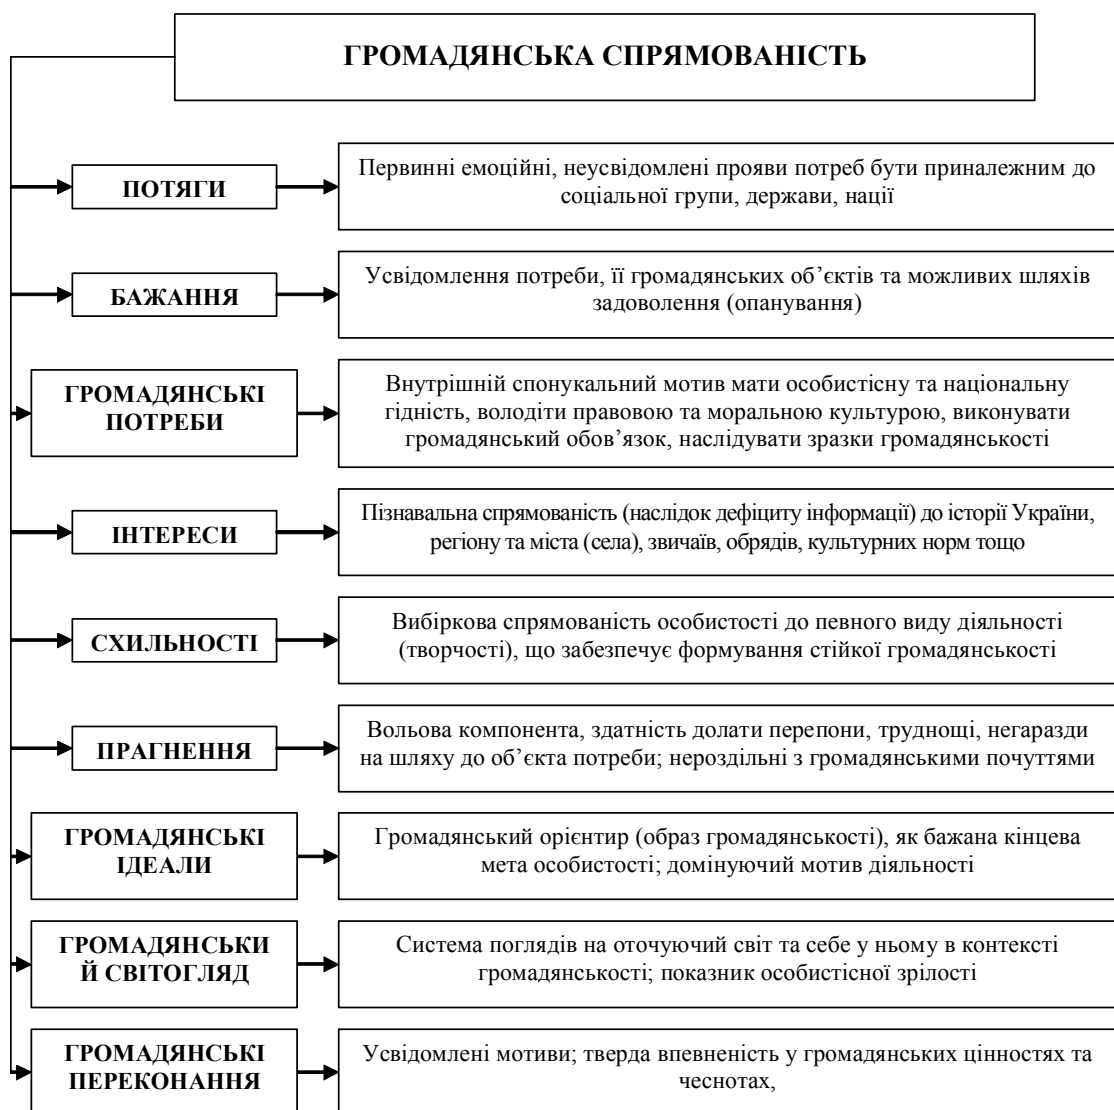 ГРОМАДЯНСЬКА СПРЯМОВАНІСТЬ
ПОТЯГИ
Первинні емоційні, неусвідомлені прояви потреб бути приналежним до
соціальної групи, держави, нації
БАЖАННЯ
Усвідомлення потреби, її громадянських об’єктів та можливих шляхів
задоволення (опанування)
ГРОМАДЯНСЬКІ
ПОТРЕБИ
Внутрішній спонукальний мотив мати особистісну та національну
гідність, володіти правовою та моральною культурою, виконувати
громадянський обов’язок, наслідувати зразки громадянськості
ІНТЕРЕСИ
Пізнавальна спрямованість (наслідок дефіциту інформації) до історії України,
регіону та міста (села), звичаїв, обрядів, культурних норм тощо
СХИЛЬНОСТІ
Вибіркова спрямованість особистості до певного виду діяльності
(творчості), що забезпечує формування стійкої громадянськості
ПРАГНЕННЯ
Вольова компонента, здатність долати перепони, труднощі, негаразди
на шляху до об’єкта потреби; нероздільні з громадянськими почуттями
ГРОМАДЯНСЬКІ
ІДЕАЛИ
Громадянський орієнтир (образ громадянськості), як бажана кінцева
мета особистості; домінуючий мотив діяльності
ГРОМАДЯНСЬКИ
Й СВІТОГЛЯД
Система поглядів на оточуючий світ та себе у ньому в контексті
громадянськості; показник особистісної зрілості
ГРОМАДЯНСЬКІ
ПЕРЕКОНАННЯ
Усвідомлені мотиви; тверда впевненість у громадянських цінностях та
чеснотах,